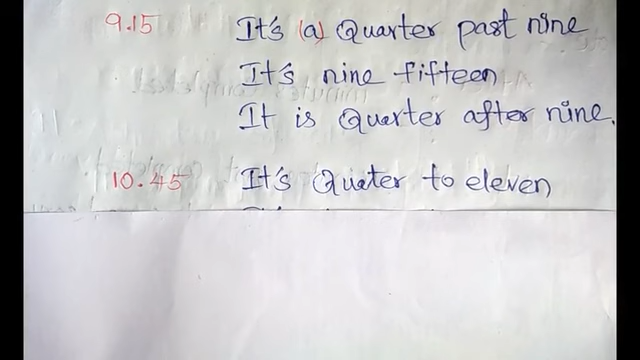 9.15 It's (a) Quarter past nine
It's nine fifteen
It is Quarter after nine.
10.45 It's Quater to eleven